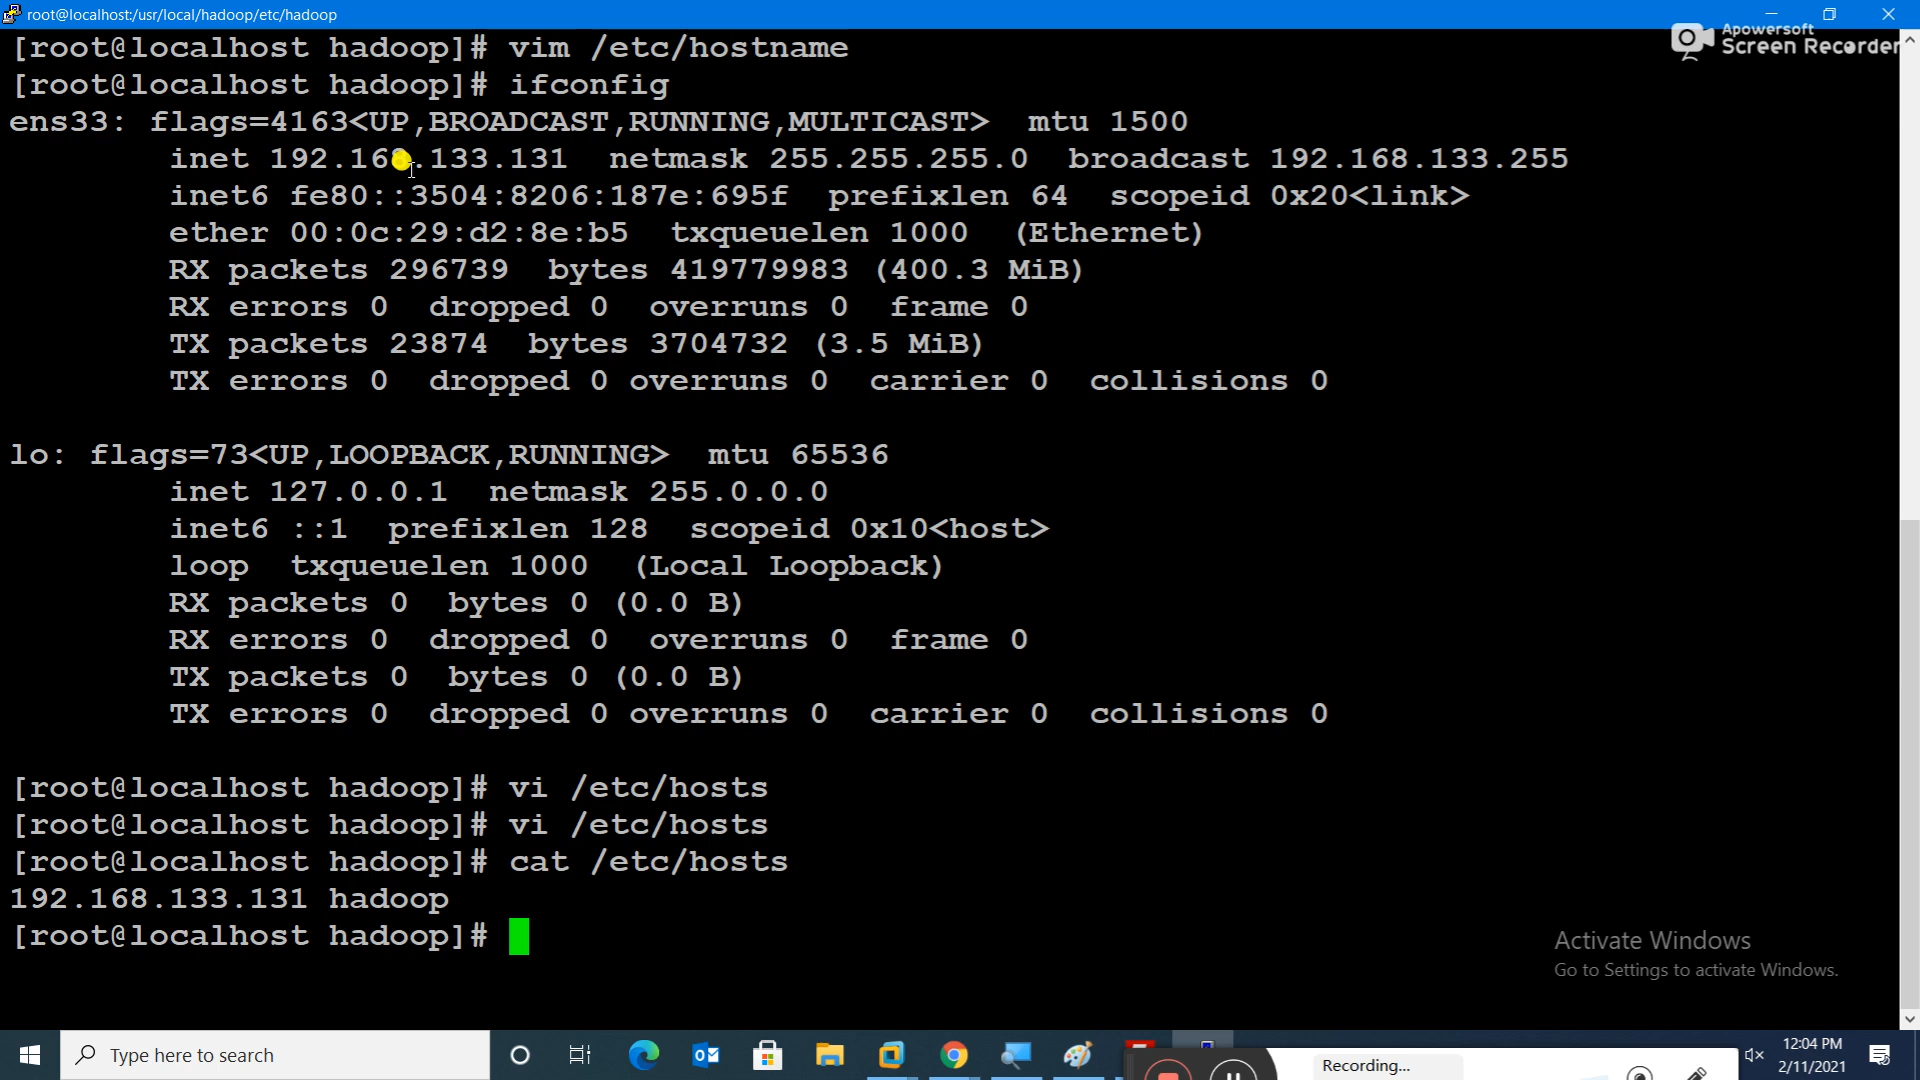 root@localhost:/usr/local/hadoop/etc/hadoop
Apowersoft
Screen Recorder
[root@localhost hadoop]# vim /etc/hostname
[root@localhost hadoop]# ifconfig
ens33: flags=4163<UP,BROADCAST,RUNNING,MULTICAST>  mtu 1500
        inet 192.168.133.131  netmask 255.255.255.0  broadcast 192.168.133.255
        inet6 fe80::3504:8206:187e:695f  prefixlen 64  scopeid 0x20<link>
        ether 00:0c:29:d2:8e:b5  txqueuelen 1000  (Ethernet)
        RX packets 296739  bytes 419779983 (400.3 MiB)
        RX errors 0  dropped 0  overruns 0  frame 0
        TX packets 23874  bytes 3704732 (3.5 MiB)
        TX errors 0  dropped 0 overruns 0  carrier 0  collisions 0
lo: flags=73<UP,LOOPBACK,RUNNING>  mtu 65536
        inet 127.0.0.1  netmask 255.0.0.0
        inet6 ::1  prefixlen 128  scopeid 0x10<host>
        loop  txqueuelen 1000  (Local Loopback)
        RX packets 0  bytes 0 (0.0 B)
        RX errors 0  dropped 0  overruns 0  frame 0
        TX packets 0  bytes 0 (0.0 B)
        TX errors 0  dropped 0 overruns 0  carrier 0  collisions 0
[root@localhost hadoop]# vi /etc/hosts
[root@localhost hadoop]# vi /etc/hosts
[root@localhost hadoop]# cat /etc/hosts
192.168.133.131 hadoop
[root@localhost hadoop]#
Activate Windows
Go to Settings to activate Windows.
Type here to search
Recording...
12:04 PM
2/11/2021